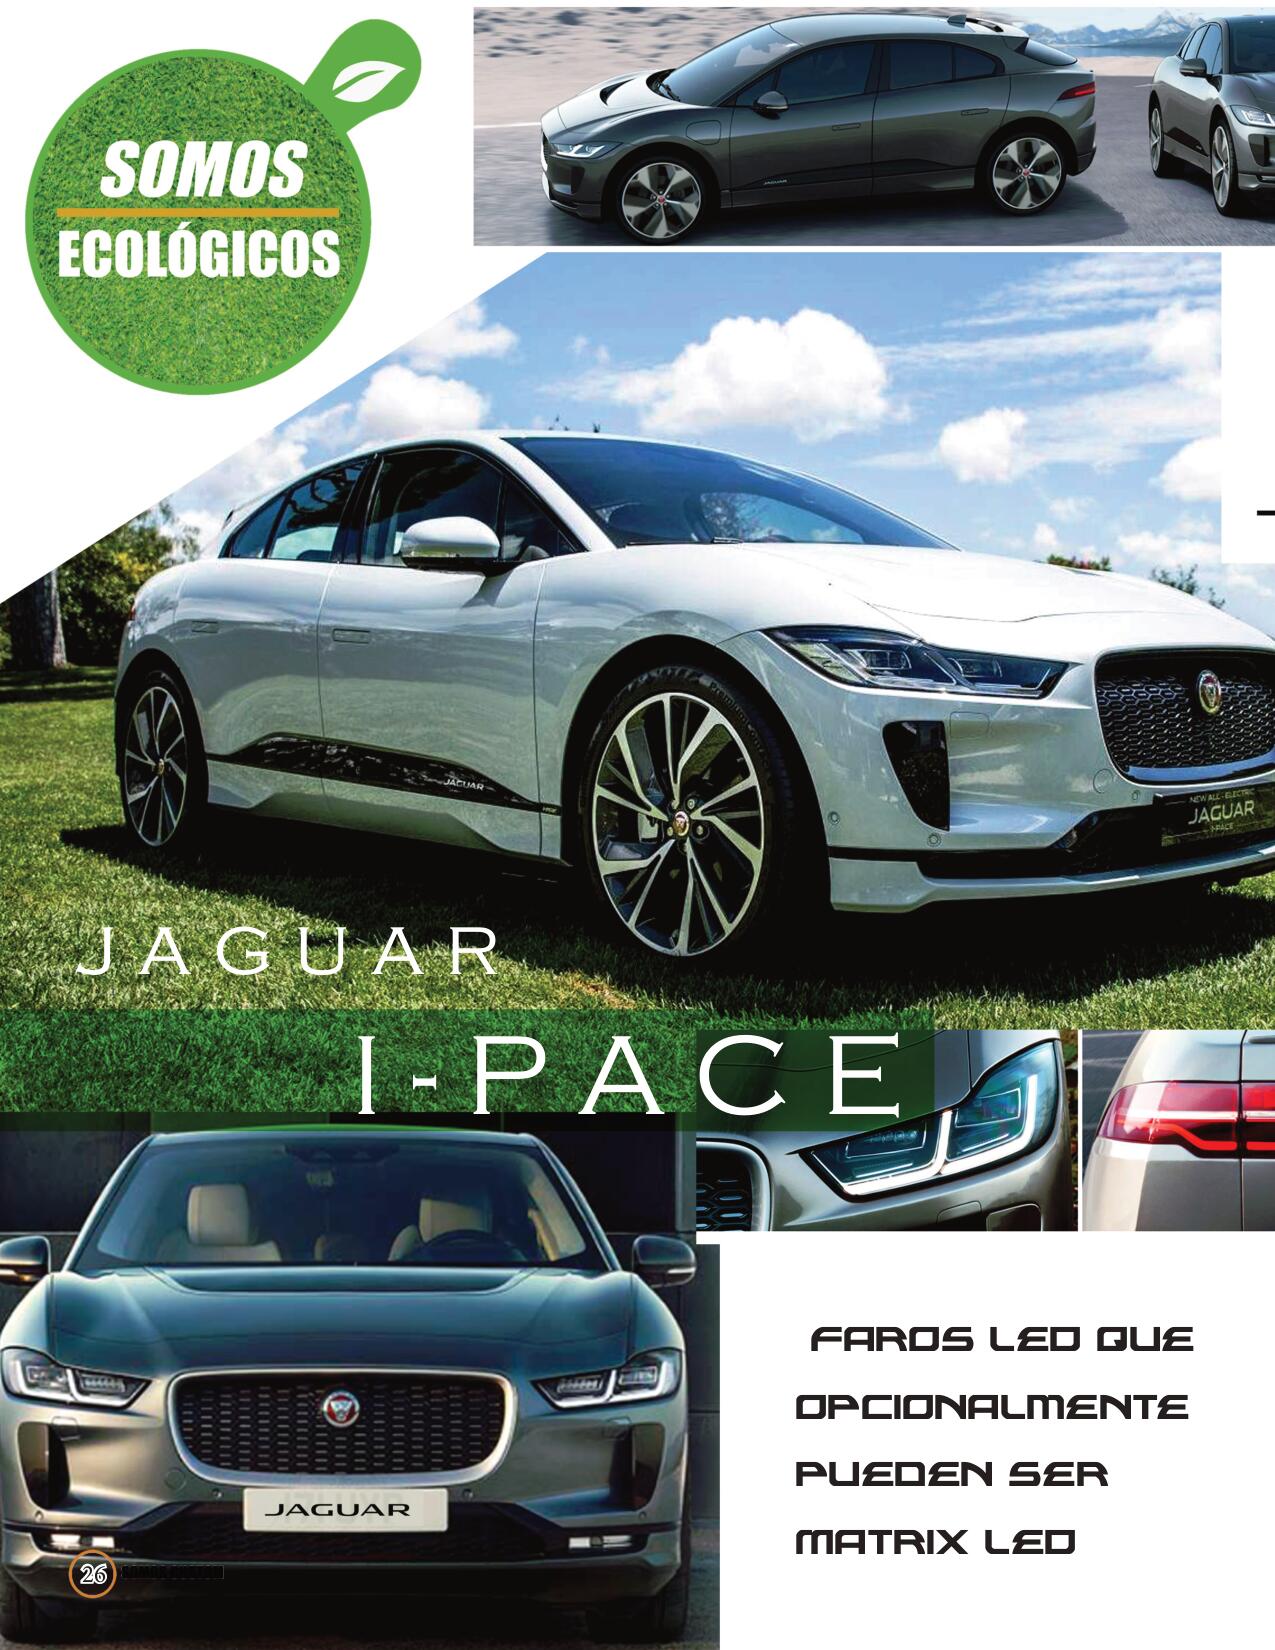 SOMOS
ECOLÓGICOS
JAGUAR
JAGUAR
NEW ALL - ELECTRIC
JAGUAR
I-PACE
JAGUAR
I-PACE
JAGUAR
FAROS LED QUE
OPCIONALMENTE
PUEDEN SER
MATRIX LED
26